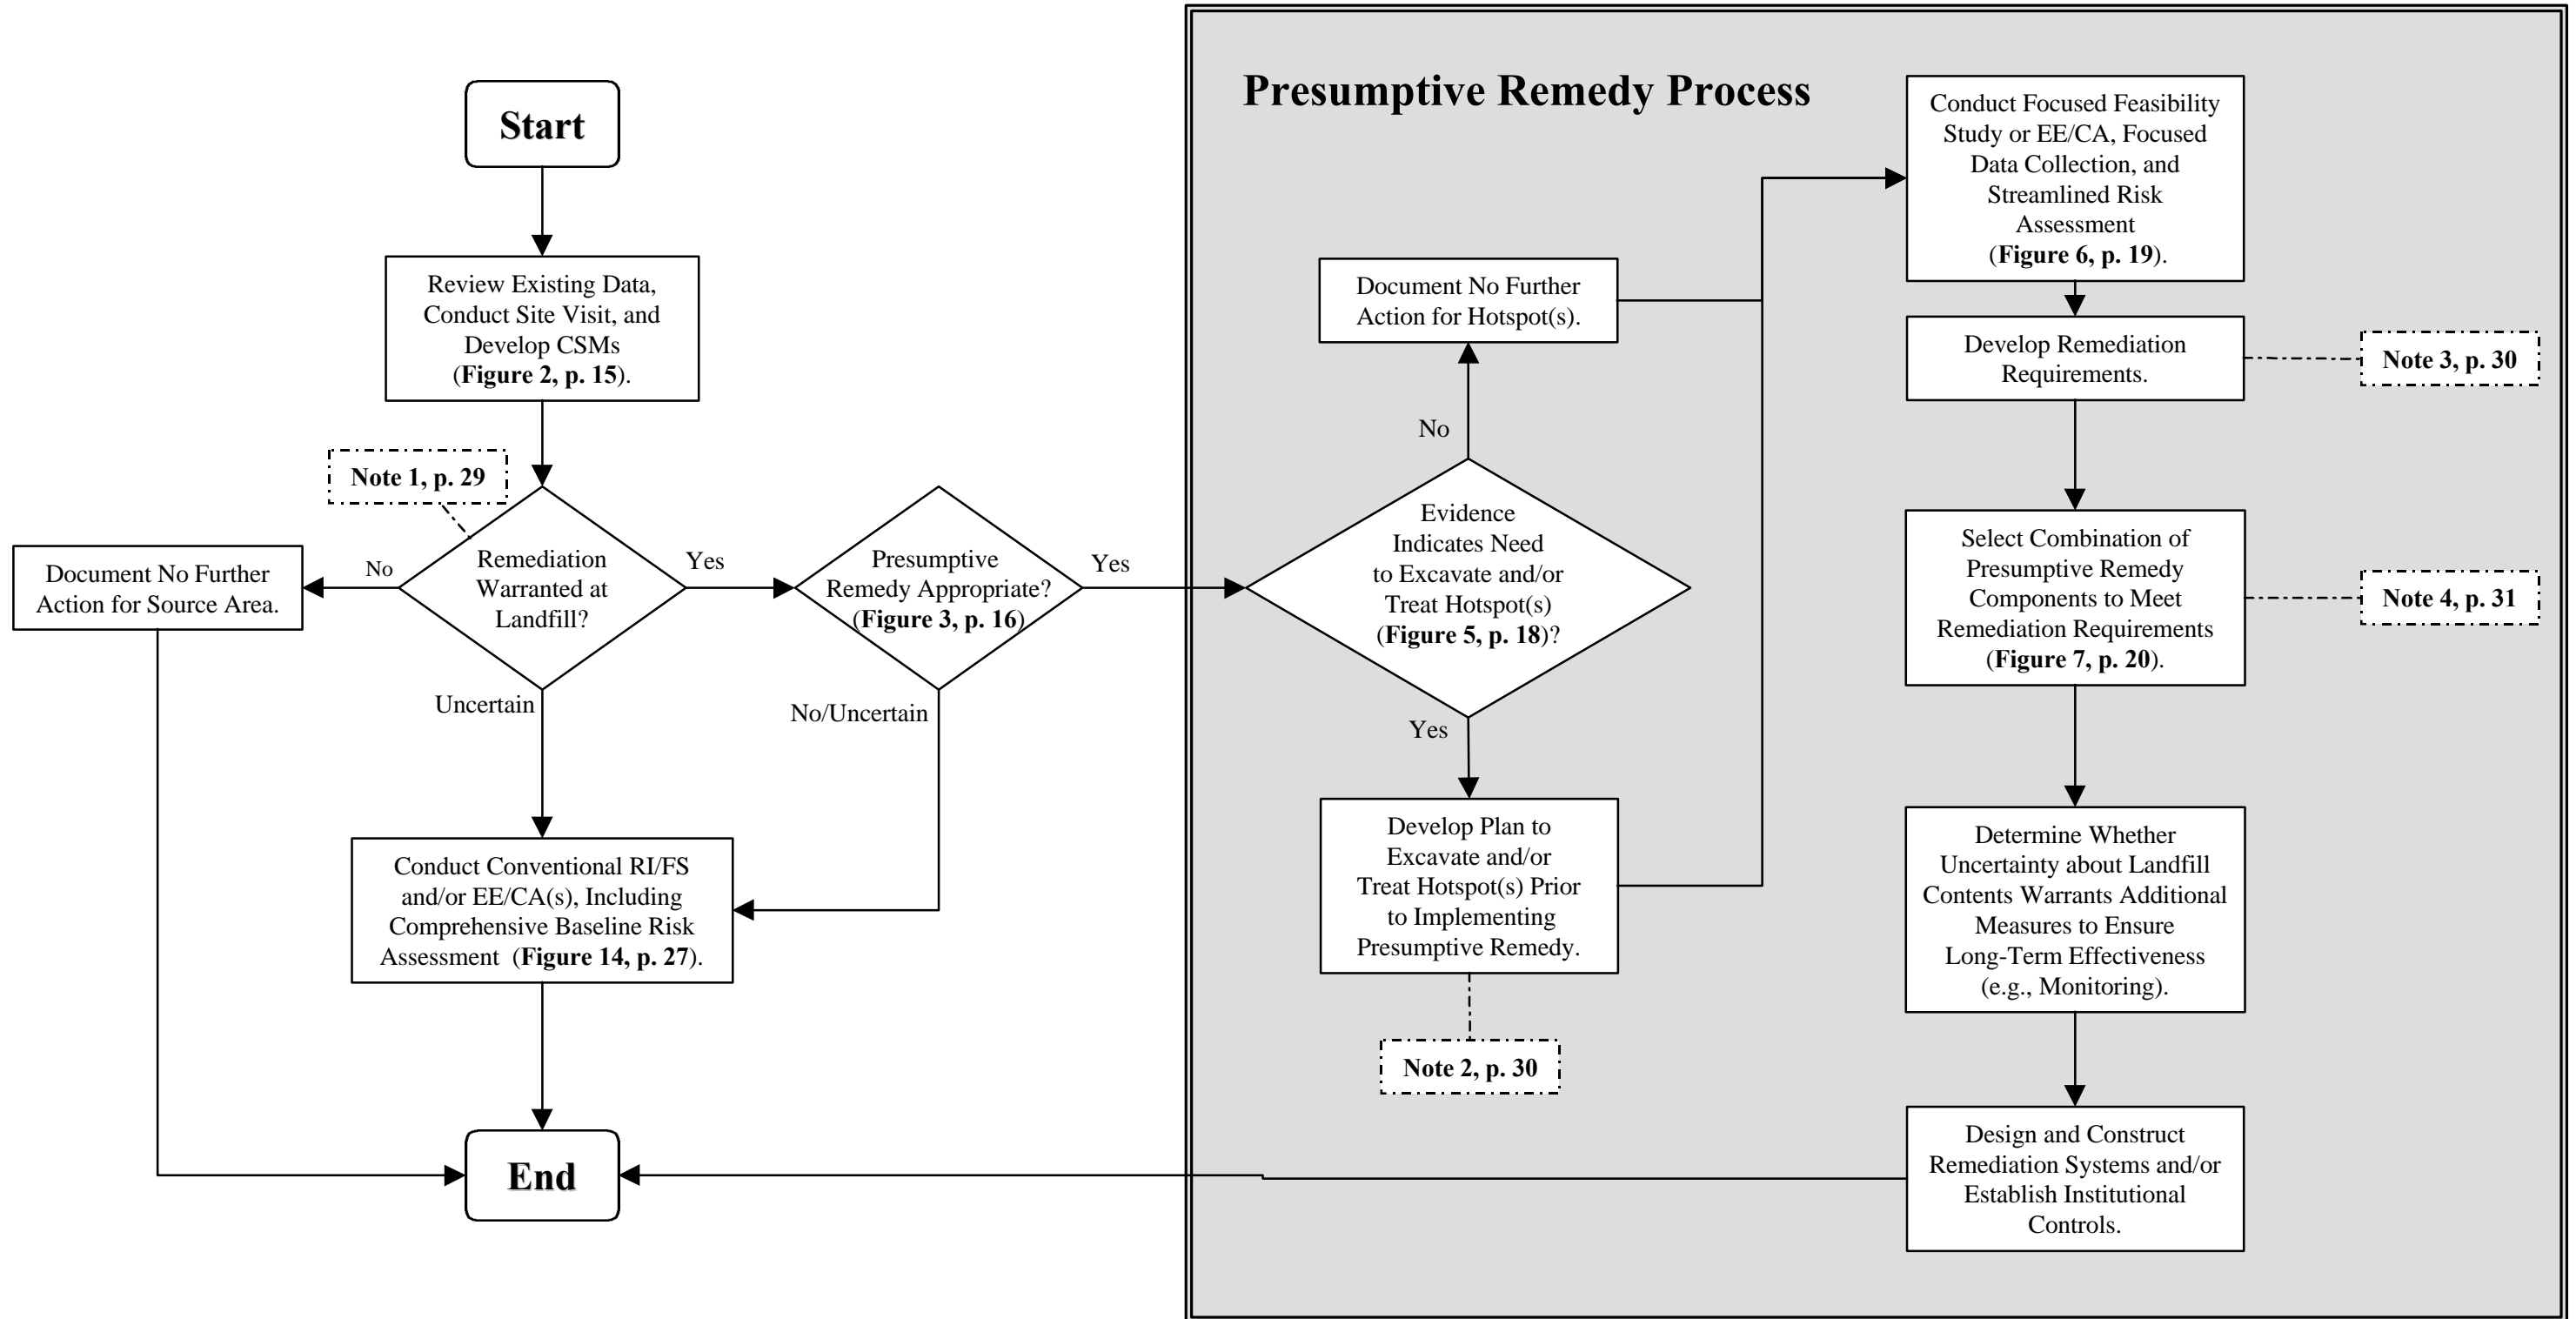 Start
Review Existing Data,
Conduct Site Visit, and
Develop CSMs
(Figure 2, p. 15).
Note 1, p. 29
Remediation
Warranted at
Landfill?
No
Document No Further
Action for Source Area.
Yes
Uncertain
Presumptive
Remedy Appropriate?
(Figure 3, p. 16)
Yes
No/Uncertain
Conduct Conventional RI/FS
and/or EE/CA(s), Including
Comprehensive Baseline Risk
Assessment (Figure 14, p. 27).
End
Presumptive Remedy Process
Document No Further
Action for Hotspot(s).
No
Evidence
Indicates Need
to Excavate and/or
Treat Hotspot(s)
(Figure 5, p. 18)?
Yes
Develop Plan to
Excavate and/or
Treat Hotspot(s) Prior
to Implementing
Presumptive Remedy.
Note 2, p. 30
Conduct Focused Feasibility
Study or EE/CA, Focused
Data Collection, and
Streamlined Risk
Assessment
(Figure 6, p. 19).
Develop Remediation
Requirements.
Note 3, p. 30
Select Combination of
Presumptive Remedy
Components to Meet
Remediation Requirements
(Figure 7, p. 20).
Note 4, p. 31
Determine Whether
Uncertainty about Landfill
Contents Warrants Additional
Measures to Ensure
Long-Term Effectiveness
(e.g., Monitoring).
Design and Construct
Remediation Systems and/or
Establish Institutional
Controls.